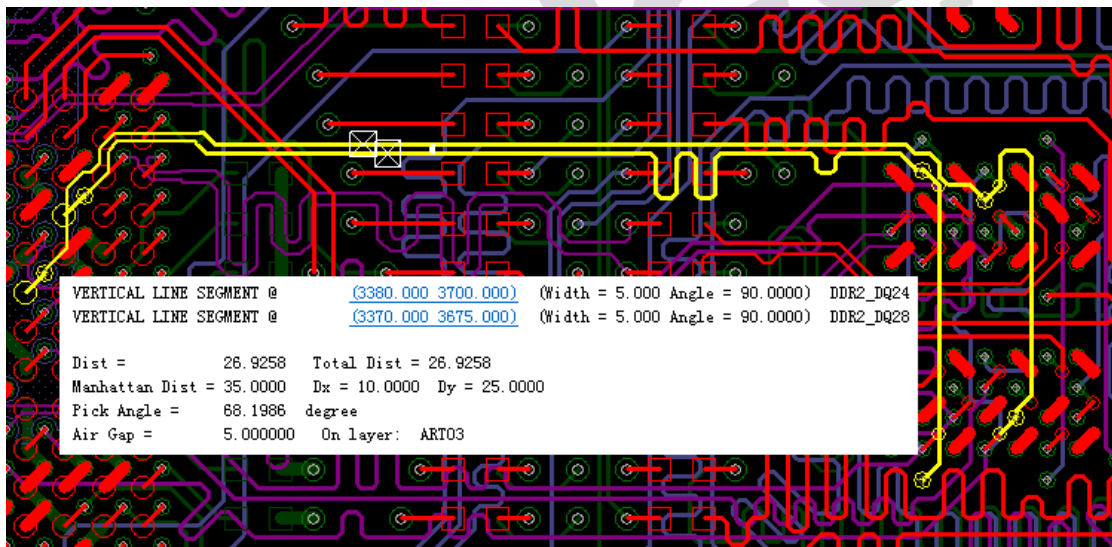 VERTICAL LINE SEGMENT @ (3380.000 3700.000) (Width = 5.000 Angle = 90.0000) DDR2_DQ24
VERTICAL LINE SEGMENT @ (3370.000 3675.000) (Width = 5.000 Angle = 90.0000) DDR2_DQ28
Dist = 26.9258 Total Dist = 26.9258
Manhattan Dist = 35.0000 Dx = 10.0000 Dy = 25.0000
Pick Angle = 68.1986 degree
Air Gap = 5.000000 On layer: ART03